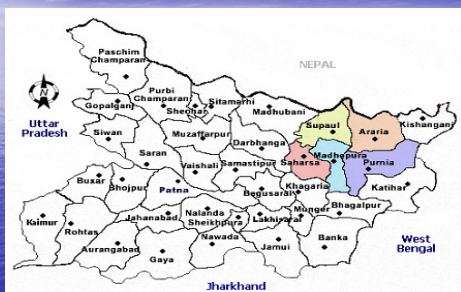 Paschim
Champaran
NEPAL
N
Gopalganj
Purbi
Champaran
Sheohar
Sitamarhi
Madhubani
Supaul
Araria
Kishanganj
Uttar
Pradesh
Siwan
Muzaffarpur
Darbhanga
Saharsa
Madhepura
Purnia
Saran
Vaishali
Samastipur
Khagaria
Katihar
Buxar
Bhojpur
Patna
Begusarai
Kaimur
Rohtas
Jahanabad
Nalanda
Sheikhpura
Lakhisarai
Munger
Bhagalpur
Aurangabad
Gaya
Nawada
Jamui
Banka
West
Bengal
Jharkhand